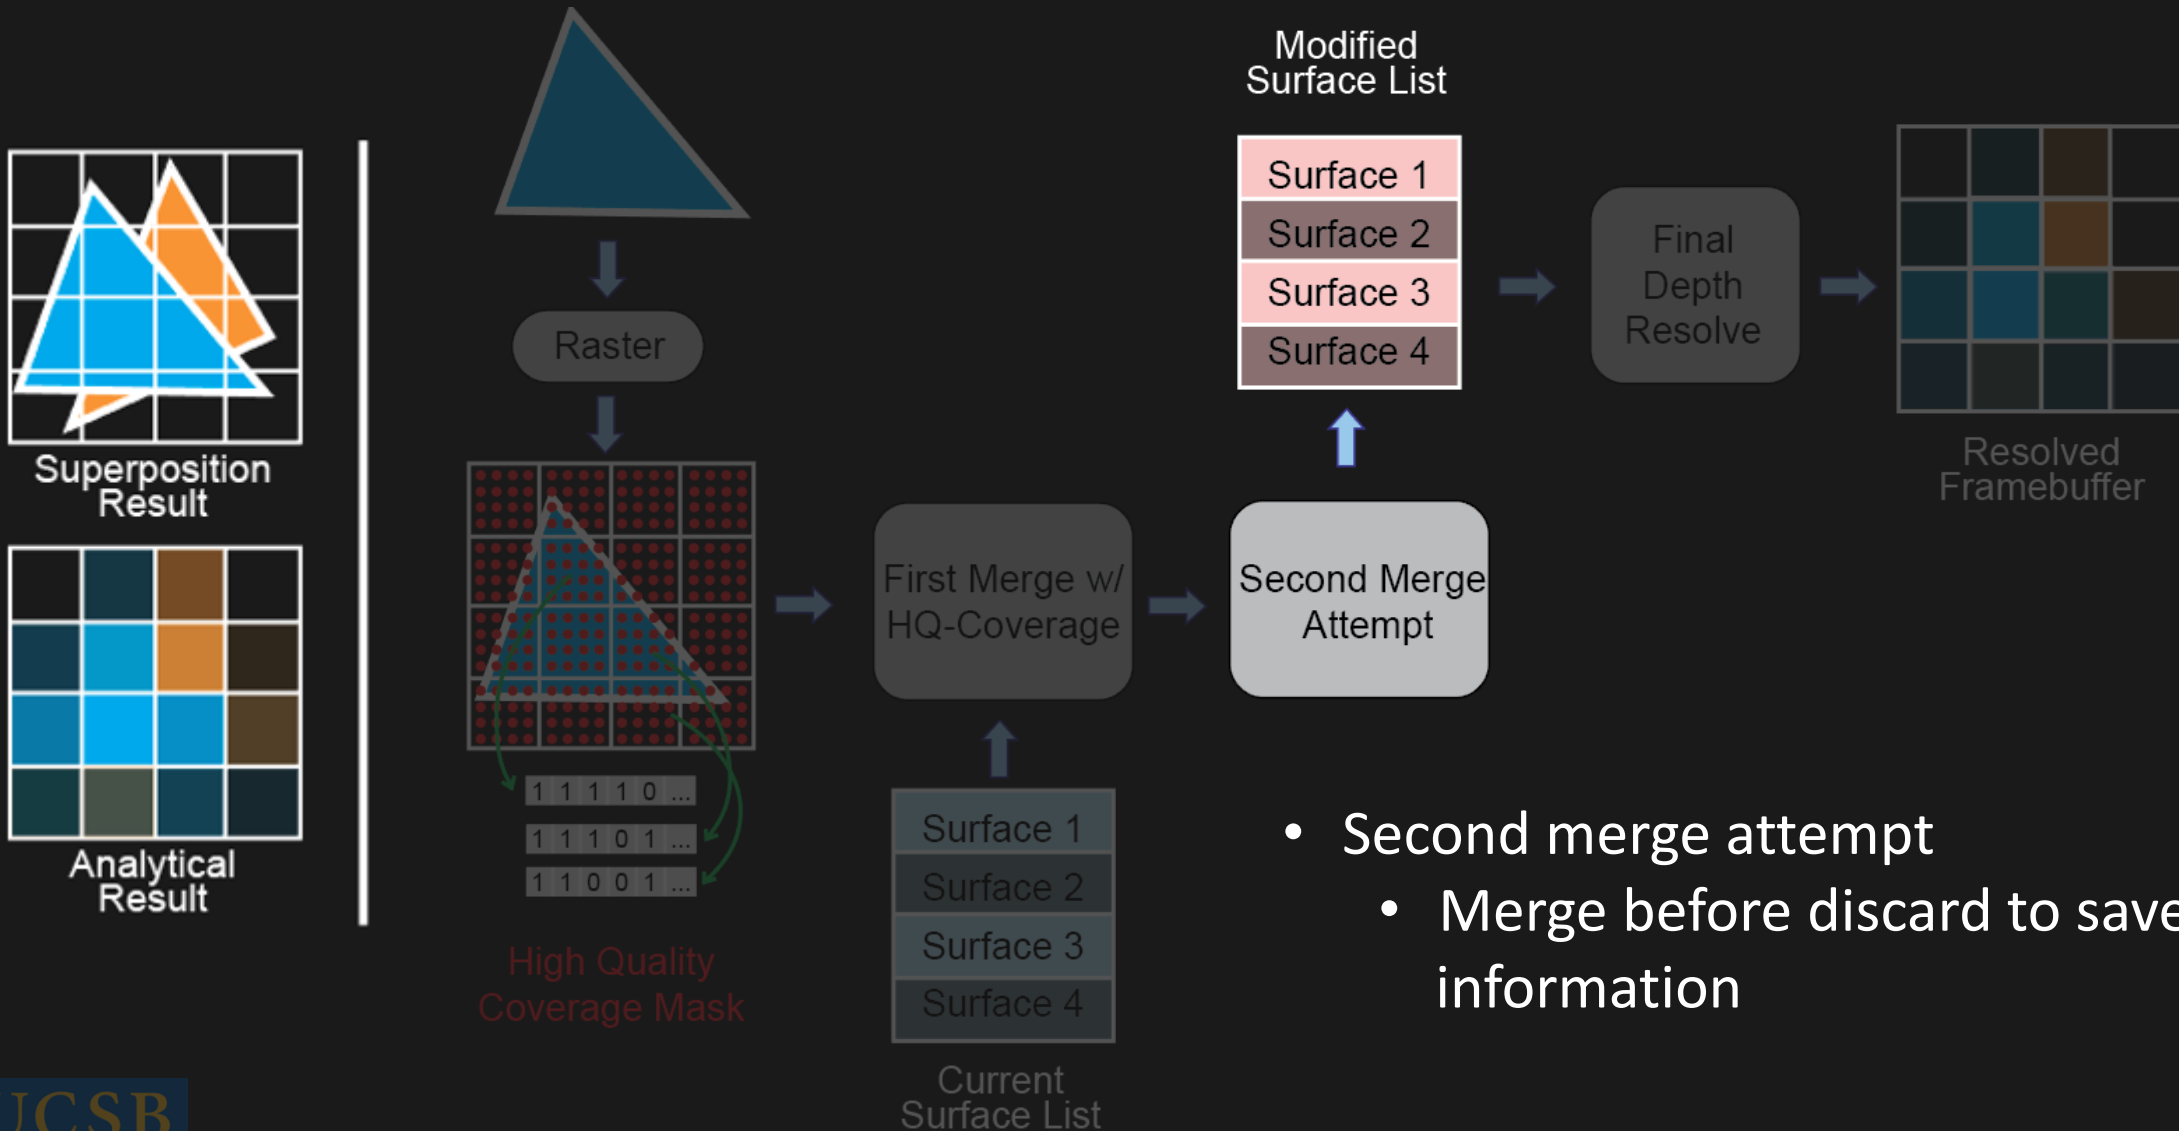 Superposition
Result
Analytical
Result
Raster
1 1 1 1 0 ...
1 1 1 0 1 ...
1 1 0 0 1 ...
High Quality
Coverage Mask
First Merge w/
HQ-Coverage
Surface 1
Surface 2
Surface 3
Surface 4
Current
Surface List
Second Merge
Attempt
Modified
Surface List
Surface 1
Surface 2
Surface 3
Surface 4
Final
Depth
Resolve
Resolved
Framebuffer
• Second merge attempt
• Merge before discard to save
information
UCSB